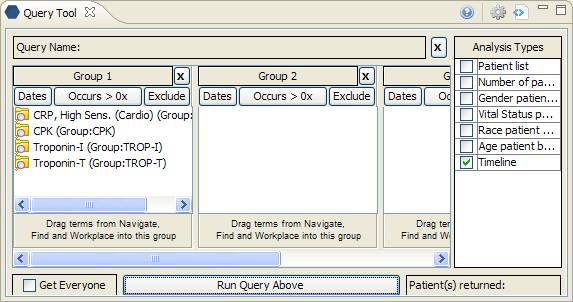 Query Tool
Query Name:
X
Analysis Types
Patient list
Number of pa...
Gender patien...
Vital Status p...
Race patient ...
Age patient b...
Timeline
Group 1
X
Group 2
X
G
Dates
Occurs > 0x
Exclude
Dates
Occurs > 0x
Exclude
Dates
CRP, High Sens. (Cardio) (Group:
CPK (Group:CPK)
Troponin-I (Group:TROP-I)
Troponin-T (Group:TROP-T)
Drag terms from Navigate,
Find and Workplace into this group
Drag terms from Navigate,
Find and Workplace into this group
Drag
Find and W
Get Everyone
Run Query Above
Patient(s) returned: